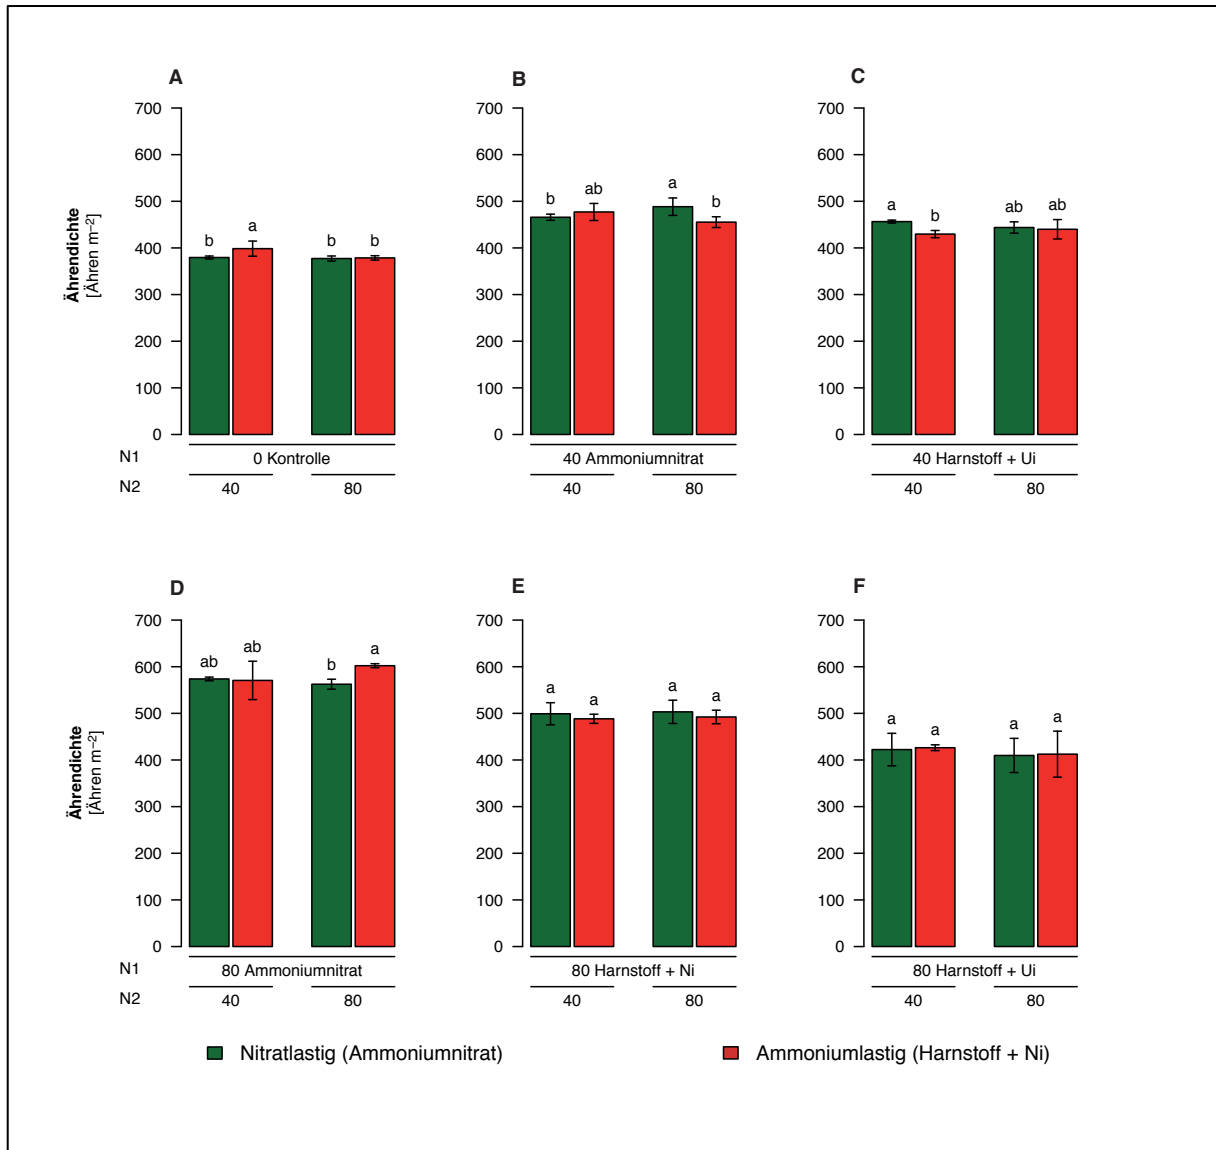 A
B
C
Ährendichte
[Ähren m⁻²]
700
600
500
400
300
200
100
0
b
a
b
b
700
600
500
400
300
200
100
0
b
ab
a
b
700
600
500
400
300
200
100
0
a
b
ab
ab
N1
0 Kontrolle
40 Ammoniumnitrat
40 Harnstoff + Ui
N2
40
80
40
80
40
80
D
E
F
Ährendichte
[Ähren m⁻²]
700
600
500
400
300
200
100
0
ab
ab
b
a
700
600
500
400
300
200
100
0
a
a
a
a
700
600
500
400
300
200
100
0
a
a
a
a
N1
80 Ammoniumnitrat
80 Harnstoff + Ni
80 Harnstoff + Ui
N2
40
80
40
80
40
80
Nitratlastig (Ammoniumnitrat)
Ammoniumlastig (Harnstoff + Ni)